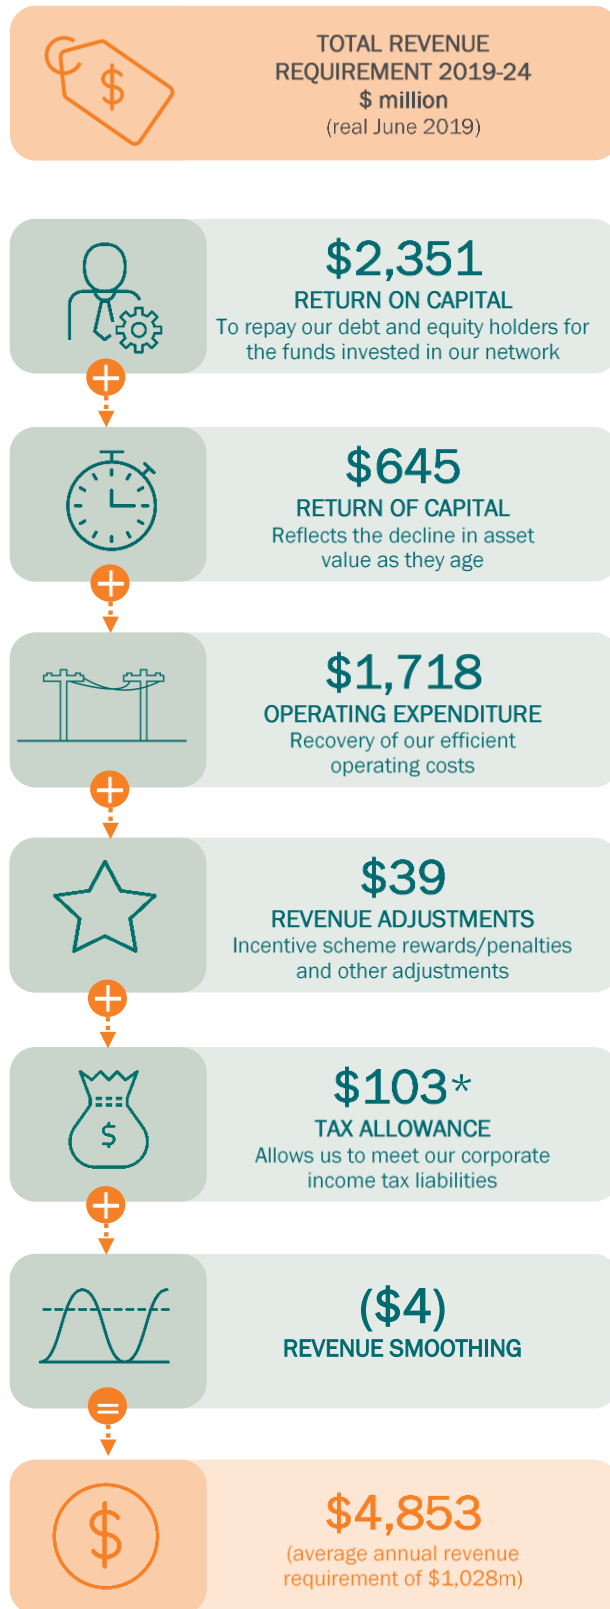 $
TOTAL REVENUE
REQUIREMENT 2019-24
$ million
(real June 2019)
$2,351
RETURN ON CAPITAL
To repay our debt and equity holders for
the funds invested in our network
+
$645
RETURN OF CAPITAL
Reflects the decline in asset
value as they age
+
$1,718
OPERATING EXPENDITURE
Recovery of our efficient
operating costs
+
$39
REVENUE ADJUSTMENTS
Incentive scheme rewards/penalties
and other adjustments
+
$
$103*
TAX ALLOWANCE
Allows us to meet our corporate
income tax liabilities
+
($4)
REVENUE SMOOTHING
=
$
$4,853
(average annual revenue
requirement of $1,028m)